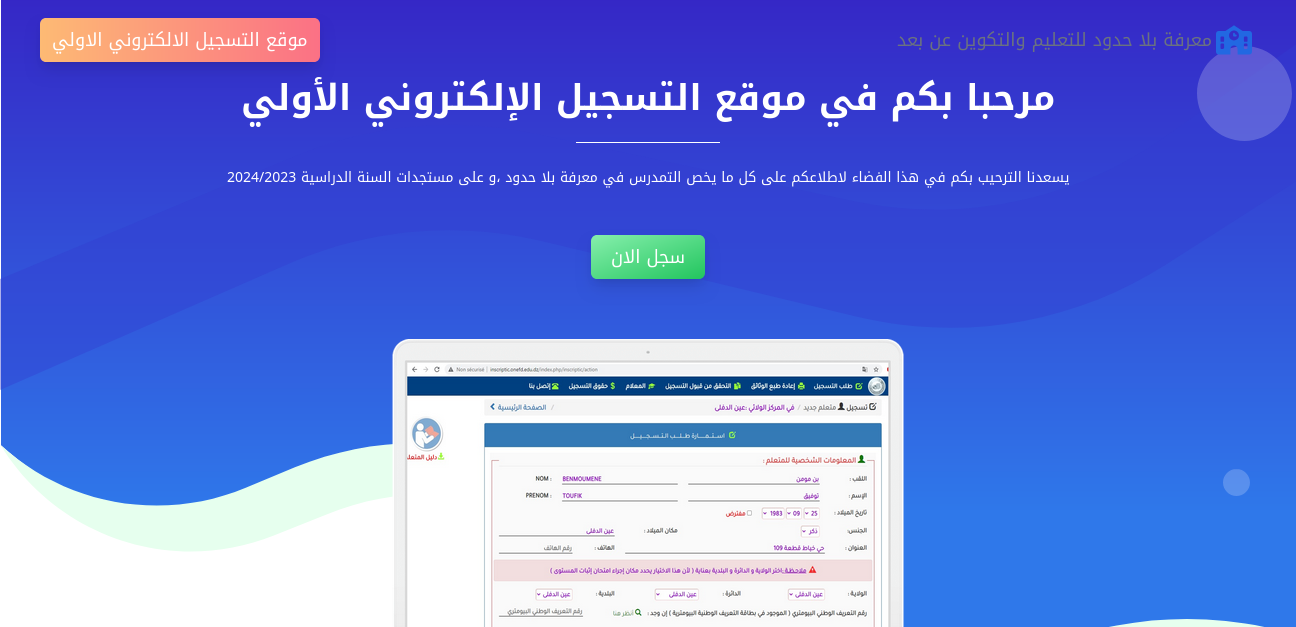 معرفة بلا حدود للتعليم والتكوين عن بعد
موقع التسجيل الالكتروني الاولي
مرحبا بكم في موقع التسجيل الإلكتروني الأولي
يسعدنا الترحيب بكم في هذا الفضاء لاطلاعكم على كل ما يخص التمدرس في معرفة بلا حدود ،و على مستجدات السنة الدراسية 2024/2023
سجل الان
Non sécurisé | inscriptic.onefd.edu.dz/index.php/inscriptic/action
طلب التسجيل إعادة طبع الوثائق التحقق من قبول التسجيل المعلام $ حقوق التسجيل إتصل بنا
تسجيل متعلم جديد / في المركز الولائي :عين الدفلى / الصفحة الرئيسية
استمارة طلب التسجيل
دليل المتعلم
المعلومات الشخصية للمتعلم :
اللقب : بن مومن BENMOUMENE NOM :
الإسم : توفيق TOUFIK PRENOM :
تاريخ الميلاد : 25 09 1983 مفترض
الجنس: ذكر مكان الميلاد : عين الدفلى
العنوان : حي خياط قطعة 109 الهاتف : رقم الهاتف
ملاحظة :اختر الولاية و الدائرة و البلدية بعناية ( لأن هذا الاختيار يحدد مكان إجراء امتحان إثبات المستوى )
الولاية : عين الدفلى الدائرة : عين الدفلى البلدية : عين الدفلى
رقم التعريف الوطني البيومتري ( الموجود في بطاقة التعريف الوطنية البيومترية ) إن وجد : أنظر هنا رقم التعريف الوطني البيومتري